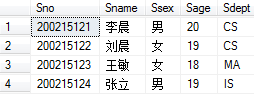 Sno Sname Ssex Sage Sdept
1 200215121 李晨 男 20 CS
2 200215122 刘晨 女 19 CS
3 200215123 王敏 女 18 MA
4 200215124 张立 男 19 IS